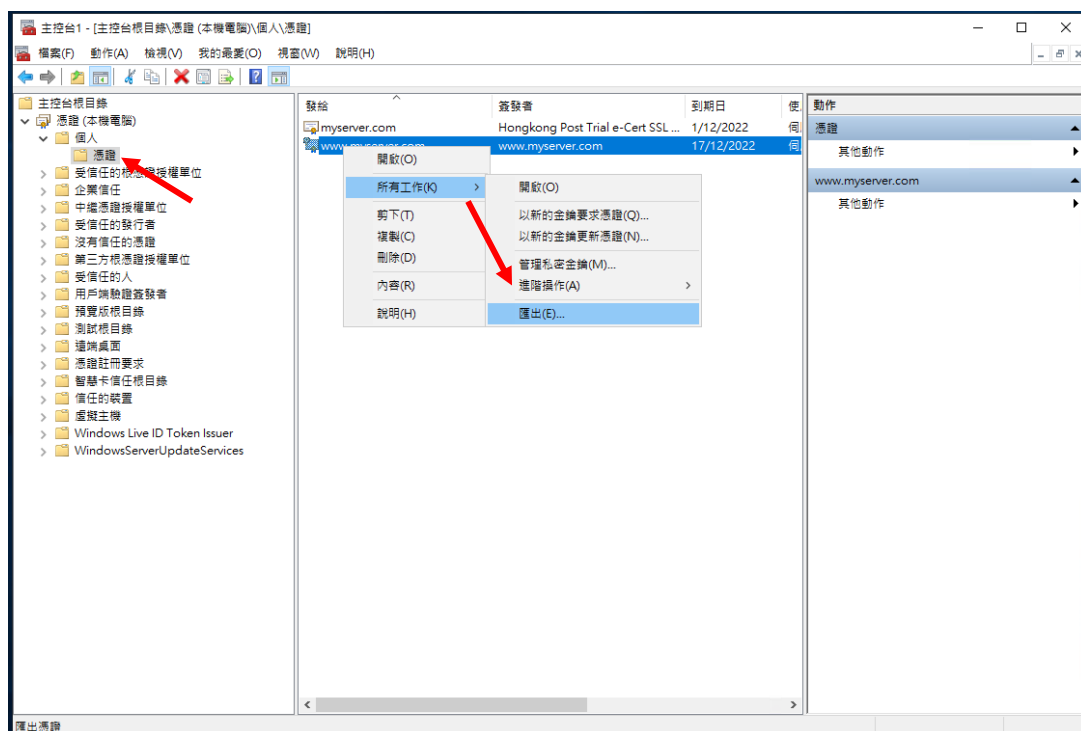 主控台1 - [主控台根目錄\憑證 (本機電腦)\個人\憑證]
檔案(F) 動作(A) 檢視(V) 我的最愛(O) 視窗(W) 說明(H)
主控台根目錄
憑證 (本機電腦)
個人
憑證
受信任的根憑證授權單位
企業信任
中繼憑證授權單位
受信任的發行者
沒有信任的憑證
第三方根憑證授權單位
受信任的人
用戶端驗證簽發者
預覽版根目錄
測試根目錄
遠端桌面
憑證註冊要求
智慧卡信任根目錄
信任的裝置
虛擬主機
Windows Live ID Token Issuer
WindowsServerUpdateServices
發給 簽發者 到期日 使
myserver.com Hongkong Post Trial e-Cert SSL ... 1/12/2022 伺
www.myserver.com www.myserver.com 17/12/2022 伺
開啟(O)
所有工作(K)
剪下(T)
複製(C)
刪除(D)
內容(R)
說明(H)
開啟(O)
以新的金鑰要求憑證(Q)...
以新的金鑰更新憑證(N)...
管理私密金鑰(M)...
進階操作(A)
匯出(E)...
動作
憑證
其他動作
www.myserver.com
其他動作
匯出憑證